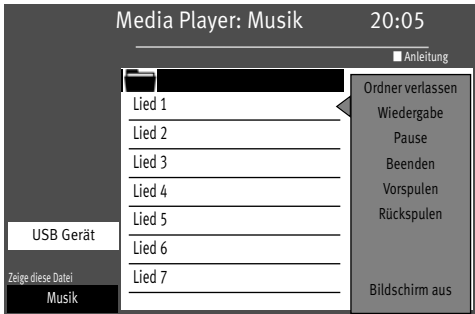 Media Player: Musik 20:05
Anleitung
Lied 1
Lied 2
Lied 3
Lied 4
Lied 5
Lied 6
Lied 7
Ordner verlassen
Wiedergabe
Pause
Beenden
Vorspulen
Rückspulen
Bildschirm aus
USB Gerät
Zeige diese Datei
Musik